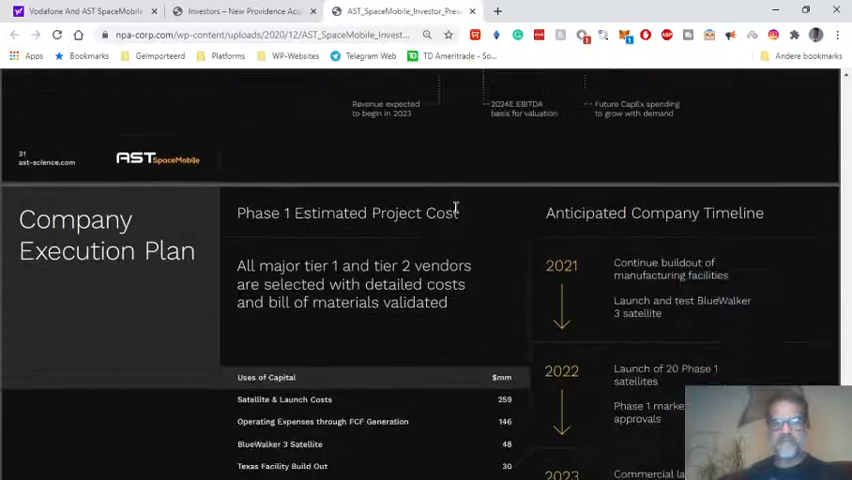 Vodafone And AST SpaceMobile U
Investors – New Providence Acq
AST_SpaceMobile_Investor_Pres
npa-corp.com/wp-content/uploads/2020/12/AST_SpaceMobile_Invest...
Geïmporteerd
Bookmarks
Geïmporteerd
Platforms
WP-Websites
Telegram Web
TD Ameritrade - So...
Andere bookmarks
Revenue expected
to begin in 2023
2024E EBITDA
basis for valuation
Future CapEx spending
to grow with demand
31
ast-science.com
AST SpaceMobile
Company
Execution Plan
Phase 1 Estimated Project Cost
All major tier 1 and tier 2 vendors
are selected with detailed costs
and bill of materials validated
Uses of Capital $mm
Satellite & Launch Costs 259
Operating Expenses through FCF Generation 146
BlueWalker 3 Satellite 48
Texas Facility Build Out 30
Anticipated Company Timeline
2021
Continue buildout of
manufacturing facilities
Launch and test BlueWalker
3 satellite
2022
Launch of 20 Phase 1
satellites
Phase 1 marke
approvals
2023
Commercial la